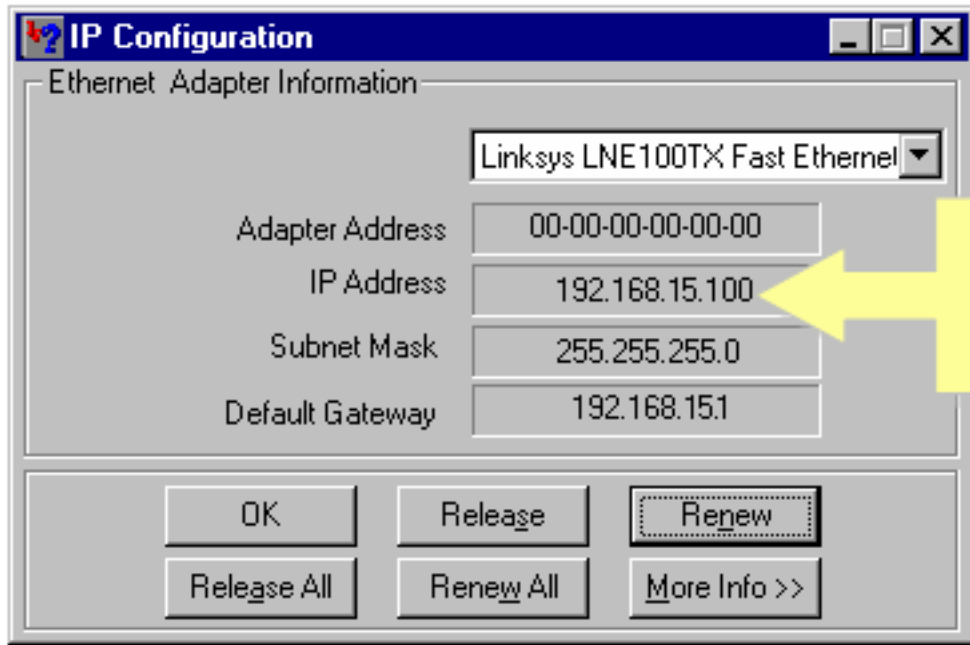 IP Configuration
Ethernet Adapter Information
Linksys LNE100TX Fast Ethernet
Adapter Address 00-00-00-00-00-00
IP Address 192.168.15.100
Subnet Mask 255.255.255.0
Default Gateway 192.168.15.1
OK Release Renew
Release All Renew All More Info >>